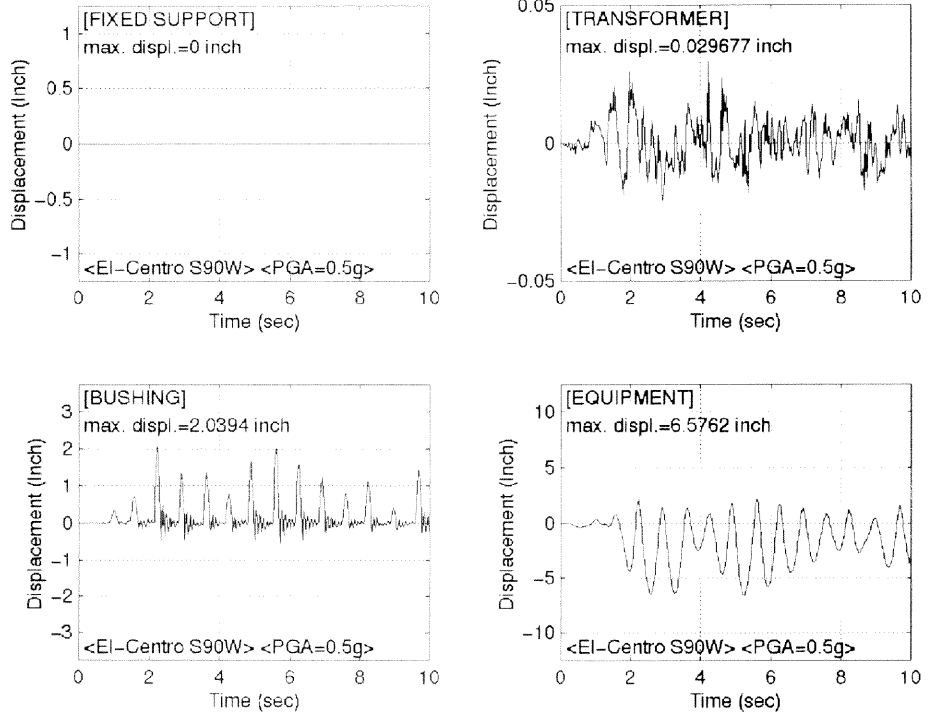 [FIXED SUPPORT]
max. displ.=0 inch
1
0.5
0
−0.5
−1
Displacement (Inch)
<El−Centro S90W> <PGA=0.5g>
0 2 4 6 8 10
Time (sec)
[TRANSFORMER]
max. displ.=0.029677 inch
0.05
0
−0.05
Displacement (Inch)
<El−Centro S90W> <PGA=0.5g>
0 2 4 6 8 10
Time (sec)
[BUSHING]
max. displ.=2.0394 inch
3
2
1
0
−1
−2
−3
Displacement (Inch)
<El−Centro S90W> <PGA=0.5g>
0 2 4 6 8 10
Time (sec)
[EQUIPMENT]
max. displ.=6.5762 inch
10
5
0
−5
−10
Displacement (Inch)
<El−Centro S90W> <PGA=0.5g>
0 2 4 6 8 10
Time (sec)